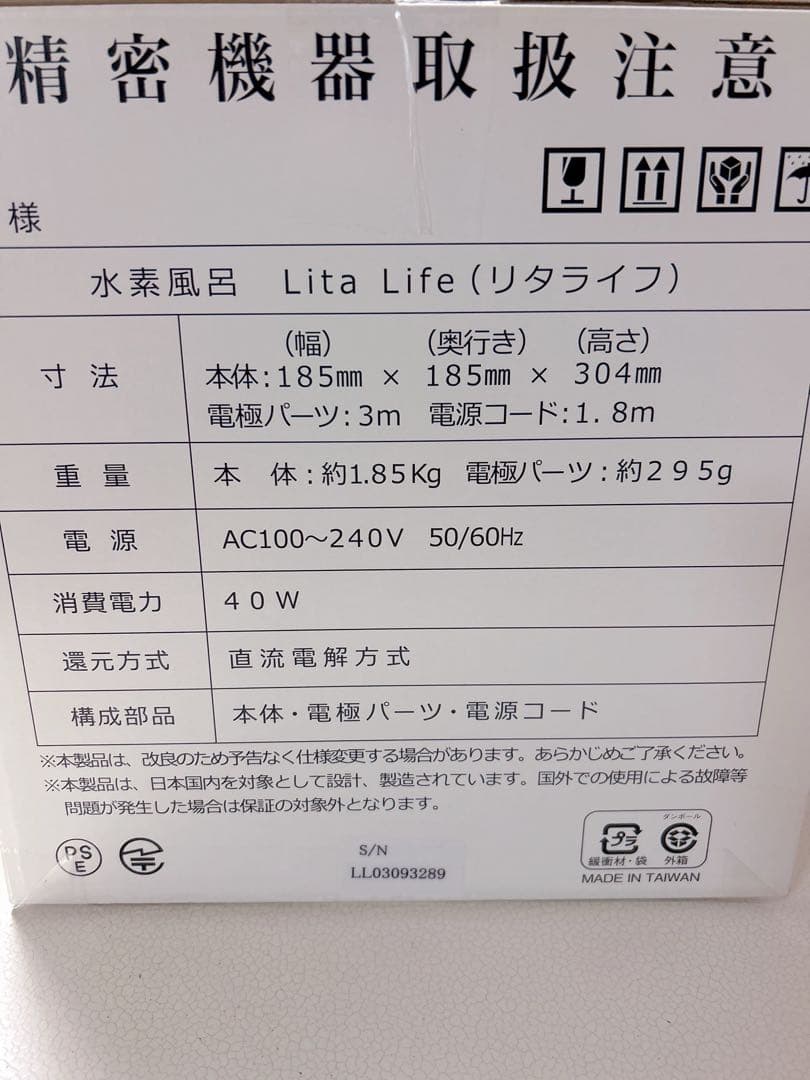 精密機器取扱注意
様
水素風呂 Lita Life(リタライフ)
寸法
(幅) (奥行き) (高さ)
本体:185㎜ × 185㎜ × 304㎜
電極パーツ:3m 電源コード:1.8m
重量 本 体:約1.85Kg 電極パーツ:約295g
電源 AC100〜240V 50/60Hz
消費電力 40W
還元方式 直流電解方式
構成部品 本体・電極パーツ・電源コード
※本製品は、改良のため予告なく仕様変更する場合があります。あらかじめご了承ください。
※本製品は、日本国内を対象として設計、製造されています。国外での使用による故障等
問題が発生した場合は保証の対象外となります。
PSE
S/N
LL03093289
ダンボール
プラ
緩衝材・袋 外箱
MADE IN TAIWAN